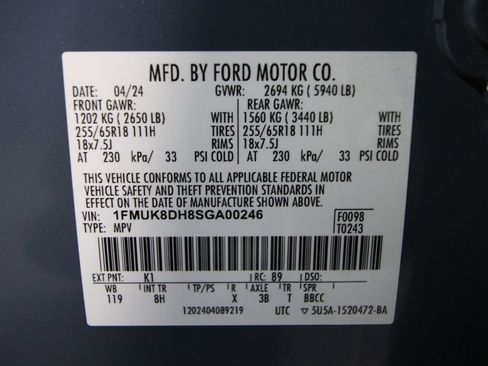 MFD. BY FORD MOTOR CO.
DATE: 04/24 GVWR: 2694 KG ( 5940 LB)
FRONT GAWR: REAR GAWR:
1202 KG ( 2650 LB) WITH 1560 KG ( 3440 LB) WITH
255/65R18 111H TIRES 255/65R18 111H TIRES
18x7.5J RIMS 18x7.5J RIMS
AT 230 kPa/ 33 PSI COLD AT 230 kPa/ 33 PSI COLD
THIS VEHICLE CONFORMS TO ALL APPLICABLE FEDERAL MOTOR
VEHICLE SAFETY AND THEFT PREVENTION STANDARDS IN
EFFECT ON THE DATE OF MANUFACTURE SHOWN ABOVE.
VIN: 1FMUK8DH8SGA00246 F0098
TYPE: MPV T0243
EXT PNT: K1 RC: 89 DSO:
WB INT TR TP/PS R AXLE TR SPR
119 8H X 3B T BBCC
1202404089219 UTC ▽ 5U5A-1520472-BA